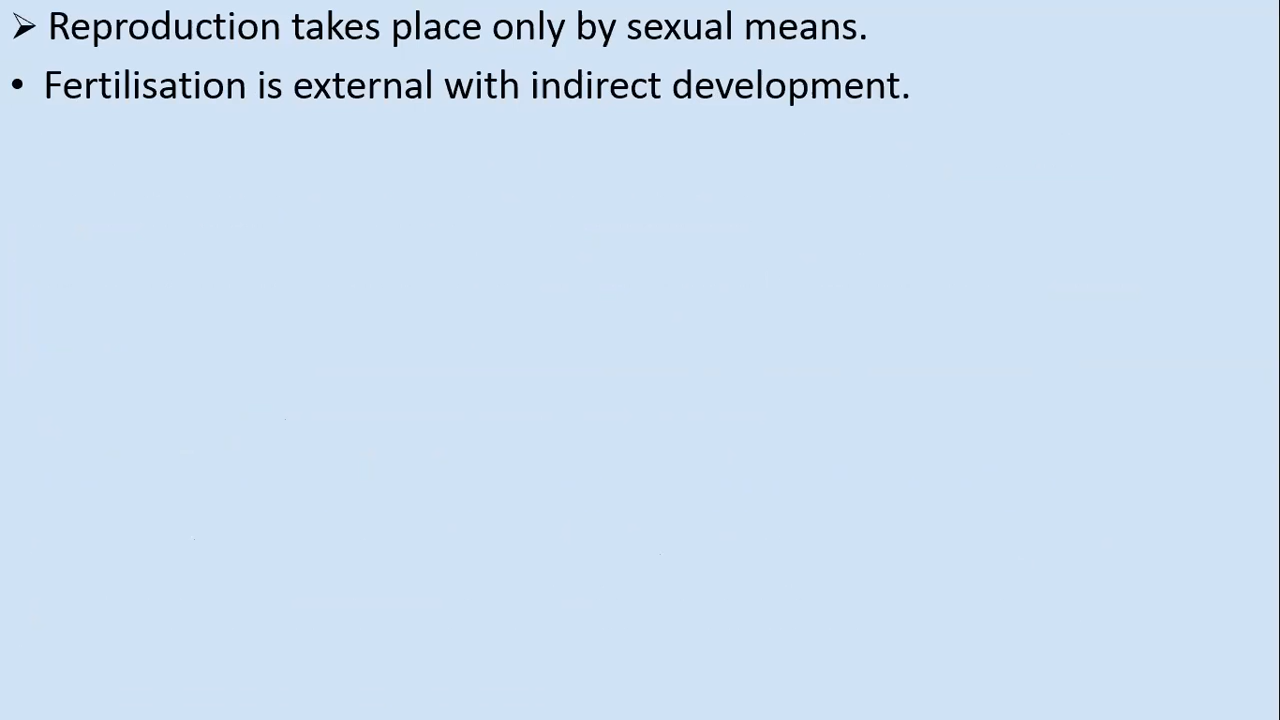 ➢ Reproduction takes place only by sexual means.
• Fertilisation is external with indirect development.